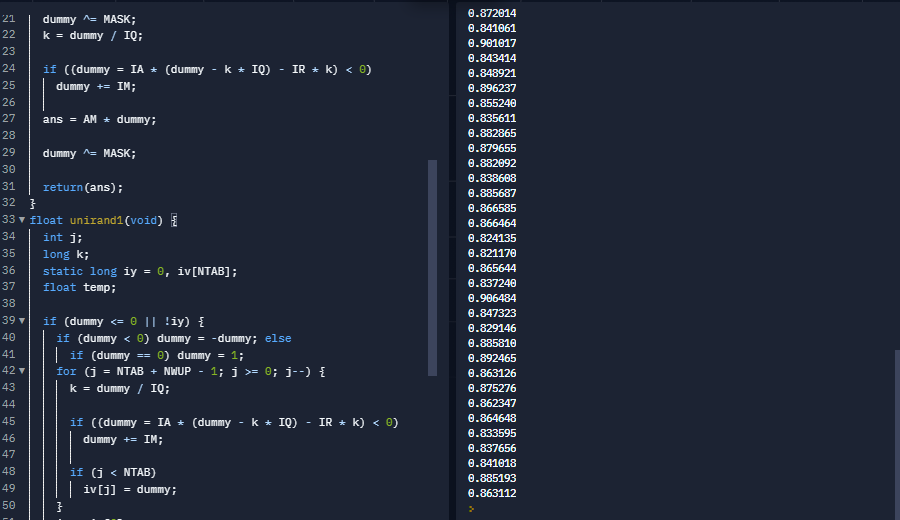 21 dummy ^= MASK;
22 k = dummy / IQ;
23
24 if ((dummy = IA * (dummy - k * IQ) - IR * k) < 0)
25 dummy += IM;
26
27 ans = AM * dummy;
28
29 dummy ^= MASK;
30
31 return(ans);
32 }
33 float unirand1(void) {
34 int j;
35 long k;
36 static long iy = 0, iv[NTAB];
37 float temp;
38
39 if (dummy <= 0 || !iy) {
40 if (dummy < 0) dummy = -dummy; else
41 if (dummy == 0) dummy = 1;
42 for (j = NTAB + NWUP - 1; j >= 0; j--) {
43 k = dummy / IQ;
44
45 if ((dummy = IA * (dummy - k * IQ) - IR * k) < 0)
46 dummy += IM;
47
48 if (j < NTAB)
49 iv[j] = dummy;
50 }
0.872014
0.841061
0.901017
0.843414
0.848921
0.896237
0.855240
0.835611
0.882865
0.879655
0.882092
0.838608
0.885687
0.866585
0.866464
0.824135
0.821170
0.865644
0.837240
0.906484
0.847323
0.829146
0.885810
0.892465
0.863126
0.875276
0.862347
0.864648
0.833595
0.837656
0.841018
0.885193
0.863112
>